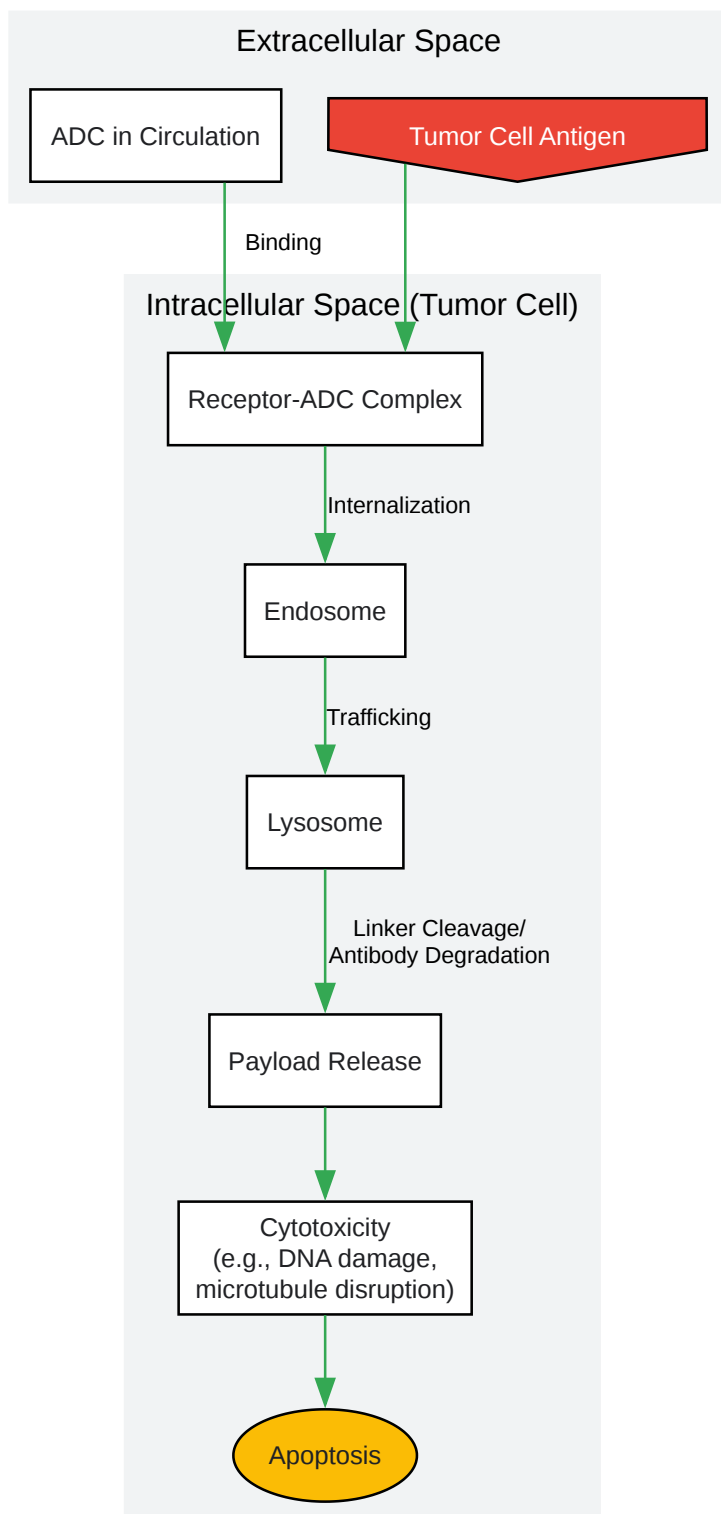 Extracellular Space
ADC in Circulation
Tumor Cell Antigen
Binding
Intracellular Space (Tumor Cell)
Receptor-ADC Complex
Internalization
Endosome
Trafficking
Lysosome
Linker Cleavage/
Antibody Degradation
Payload Release
Cytotoxicity
(e.g., DNA damage,
microtubule disruption)
Apoptosis